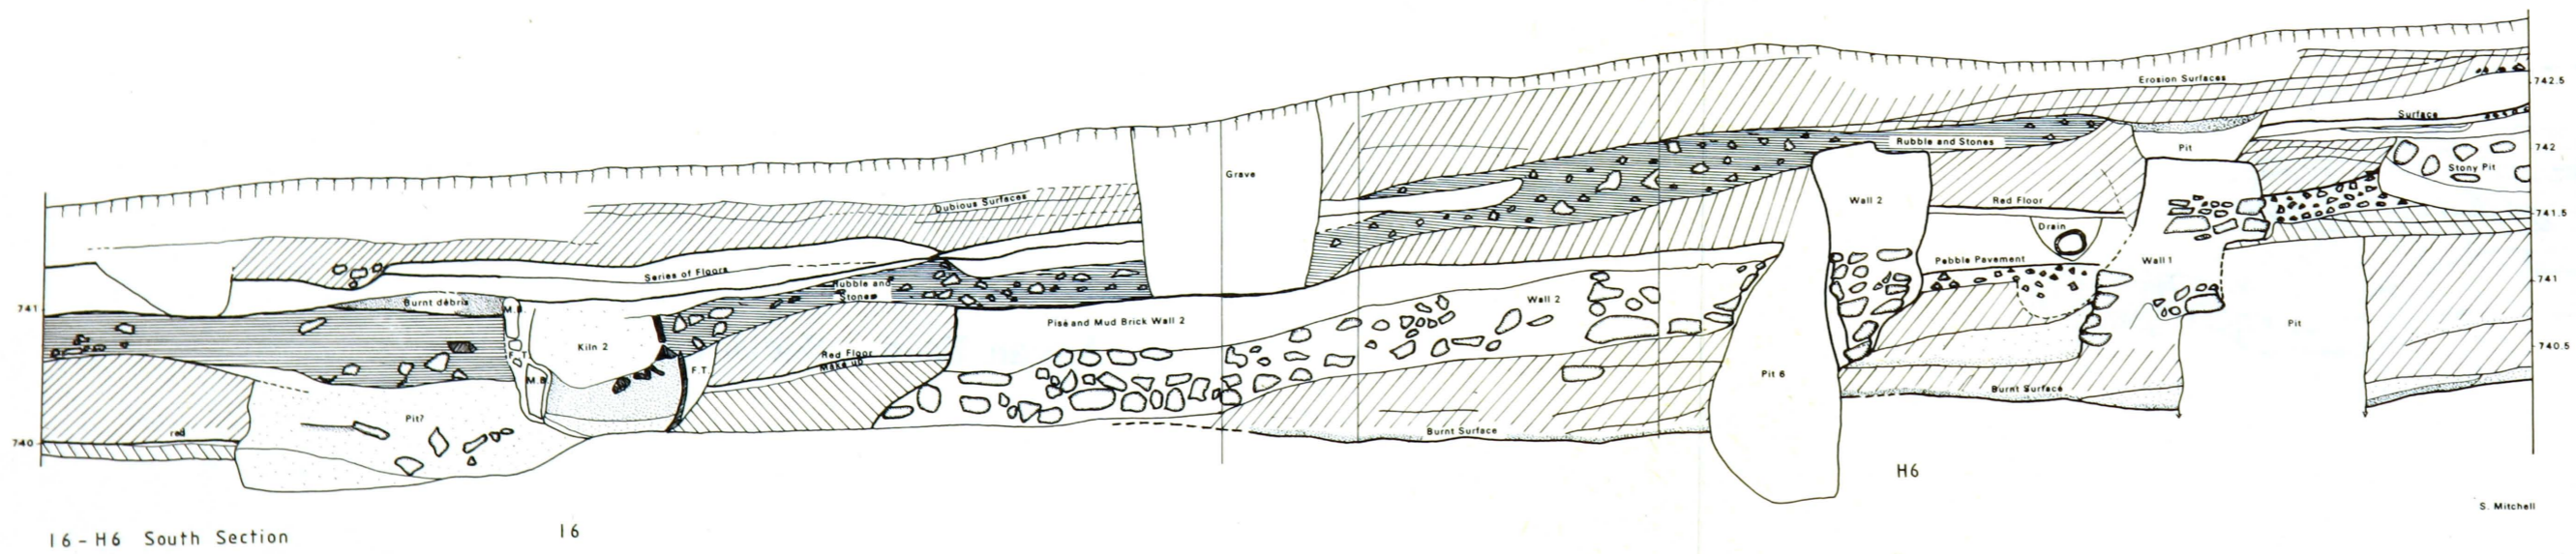 Erosion Surfaces
742.5
Surface
742
Rubble and Stones
Pit
Stony Pit
Grave
Dubious Surfaces
Wall 2
Red Floor
741.5
Drain
Series of Floors
Pebble Pavement
Wall 1
741
Rubble and
Stones
Burnt débris
M.B.
741
Wall 2
Pisé and Mud Brick Wall 2
Pit
Kiln 2
F.T.
Red Floor
Make up
740.5
F.T.
M.B.
Pit 6
Burnt Surface
Pit?
red
Burnt Surface
740
H6
S. Mitchell
I6
I6 - H6 South Section